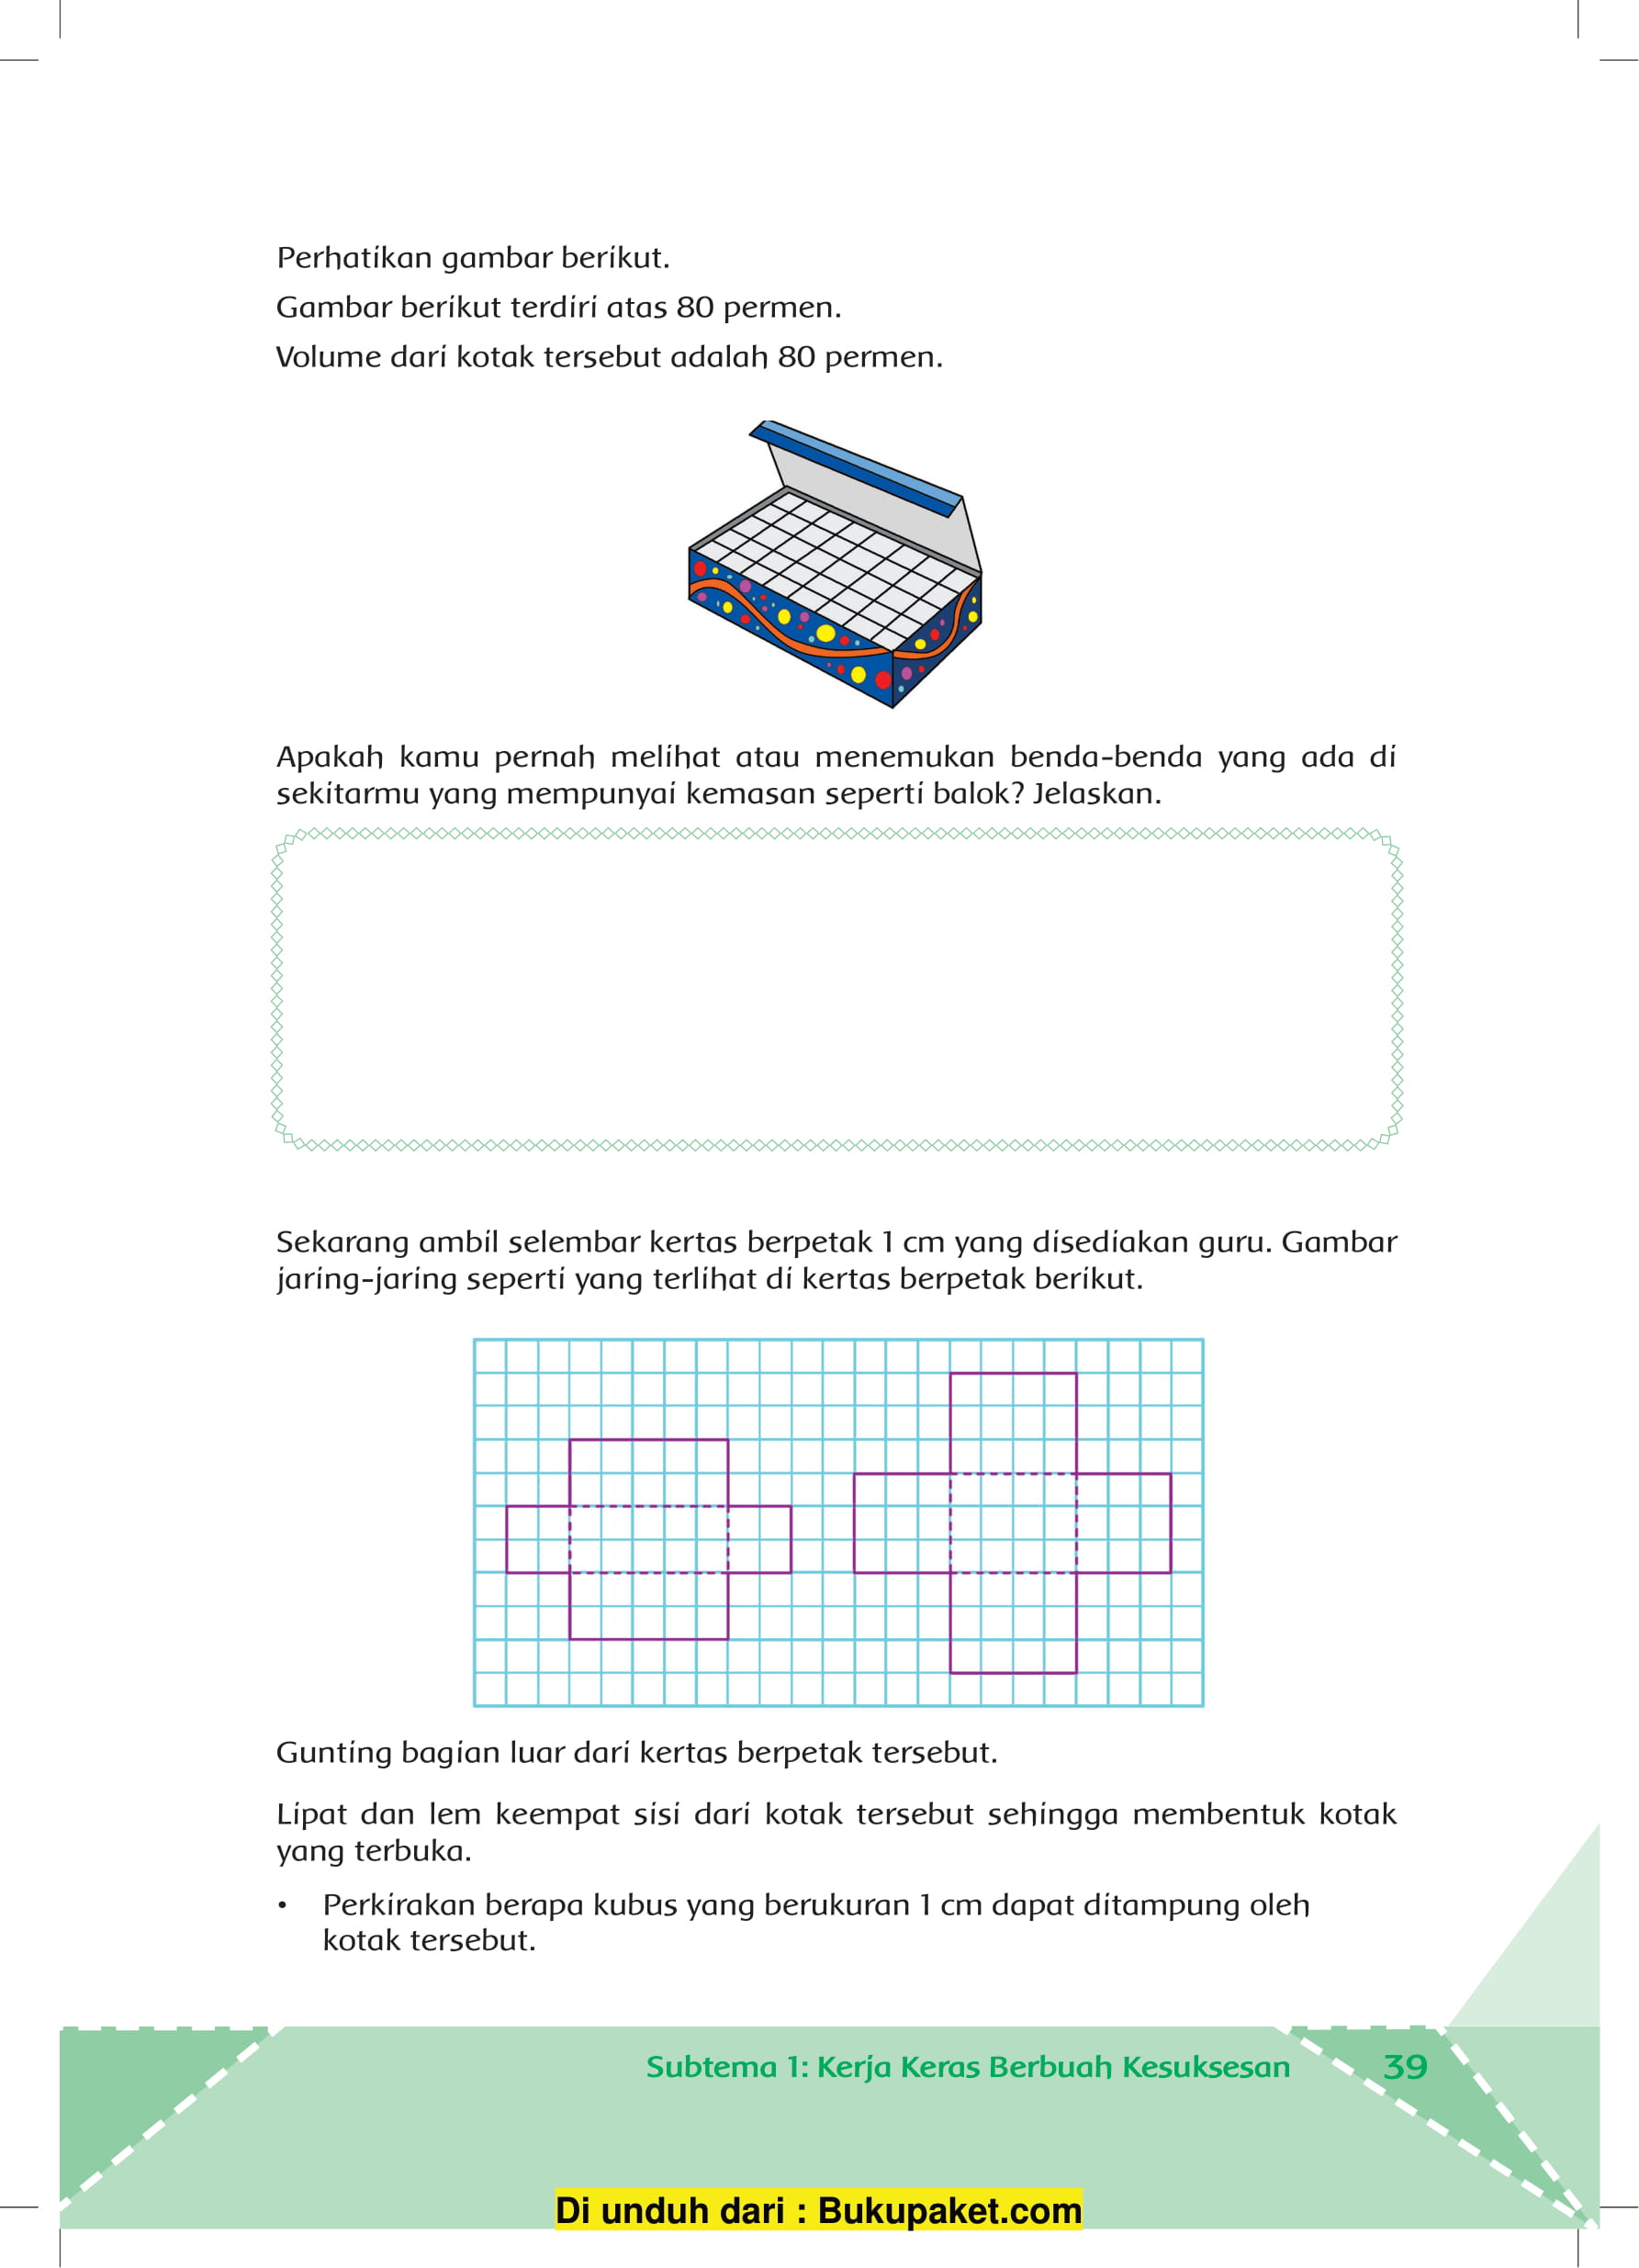 Perhatikan gambar berikut.
Gambar berikut terdiri atas 80 permen.
Volume dari kotak tersebut adalah 80 permen.
Apakah kamu pernah melihat atau menemukan benda-benda yang ada di
sekitarmu yang mempunyai kemasan seperti balok? Jelaskan.
Sekarang ambil selembar kertas berpetak 1 cm yang disediakan guru. Gambar
jaring-jaring seperti yang terlihat di kertas berpetak berikut.
Gunting bagian luar dari kertas berpetak tersebut.
Lipat dan lem keempat sisi dari kotak tersebut sehingga membentuk kotak
yang terbuka.
• Perkirakan berapa kubus yang berukuran 1 cm dapat ditampung oleh
kotak tersebut.
Subtema 1: Kerja Keras Berbuah Kesuksesan 39
Di unduh dari : Bukupaket.com